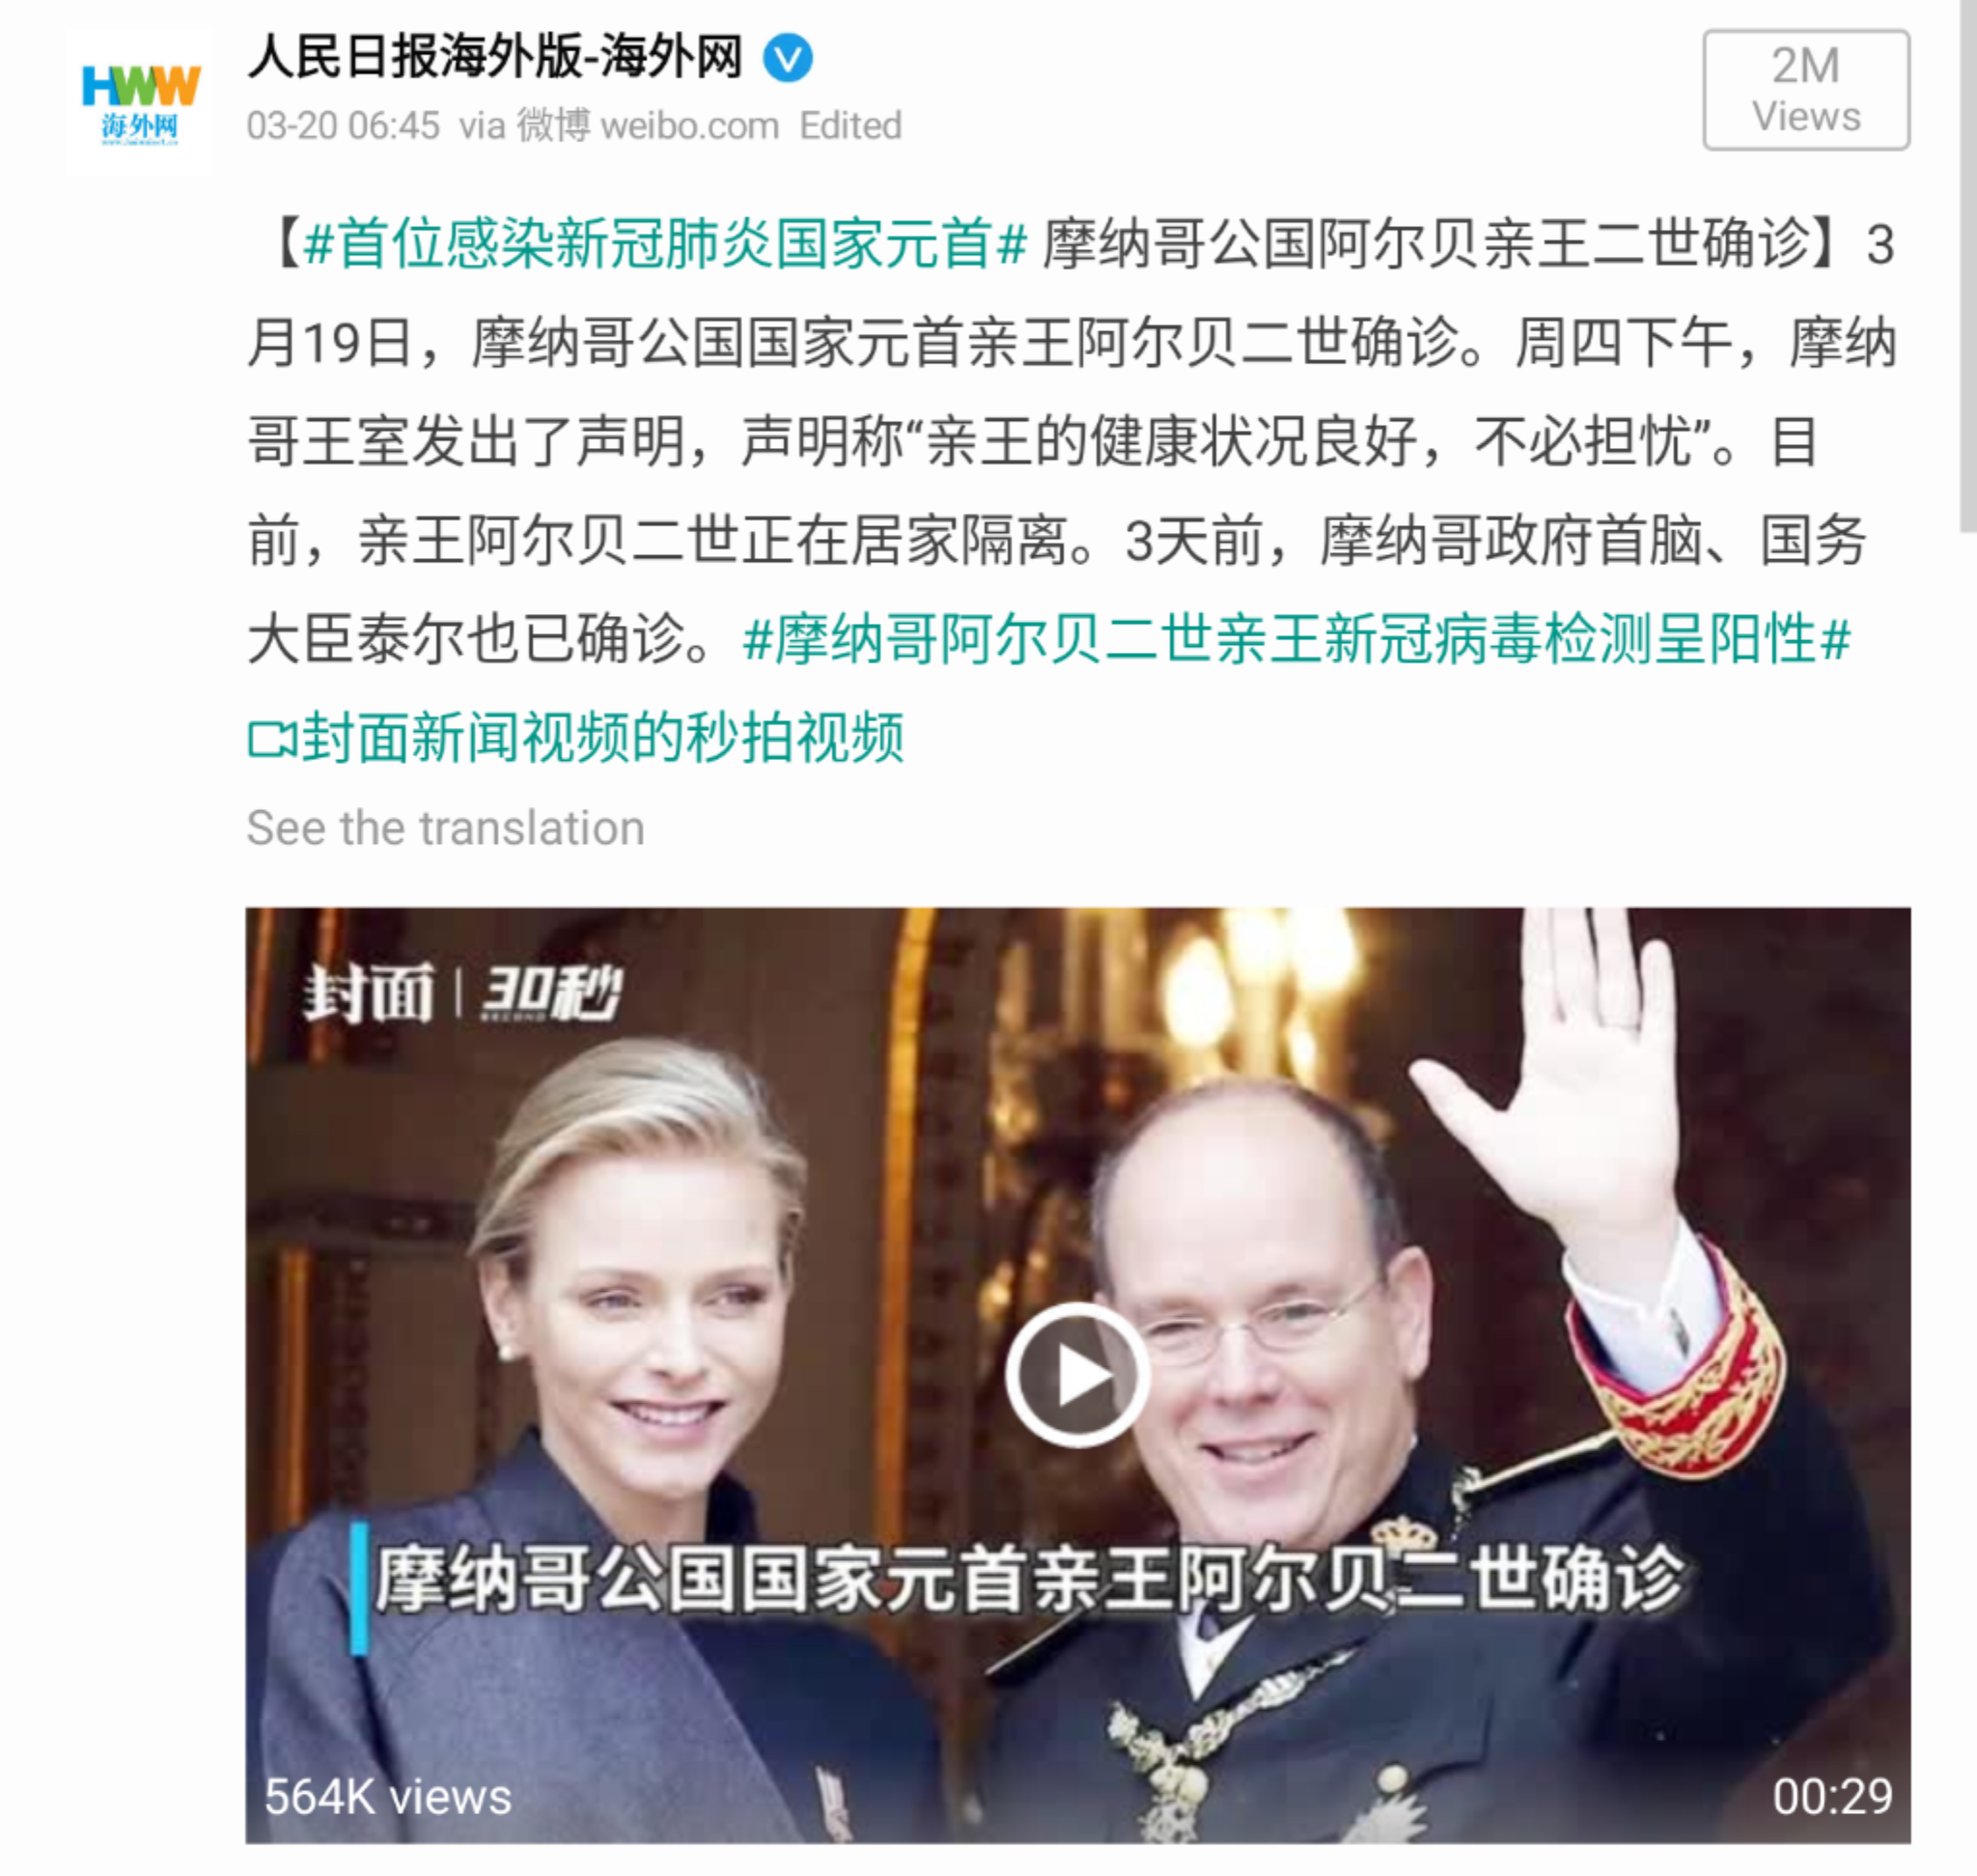 HWW
海外网
人民日报海外版-海外网
03-20 06:45 via 微博 weibo.com Edited
2M
Views
【#首位感染新冠肺炎国家元首# 摩纳哥公国阿尔贝亲王二世确诊】3
月19日，摩纳哥公国国家元首亲王阿尔贝二世确诊。周四下午，摩纳
哥王室发出了声明，声明称“亲王的健康状况良好，不必担忧”。目
前，亲王阿尔贝二世正在居家隔离。3天前，摩纳哥政府首脑、国务
大臣泰尔也已确诊。#摩纳哥阿尔贝二世亲王新冠病毒检测呈阳性#
封面新闻视频的秒拍视频
See the translation
封面 | 30秒
SECOND
摩纳哥公国国家元首亲王阿尔贝二世确诊
564K views
00:29